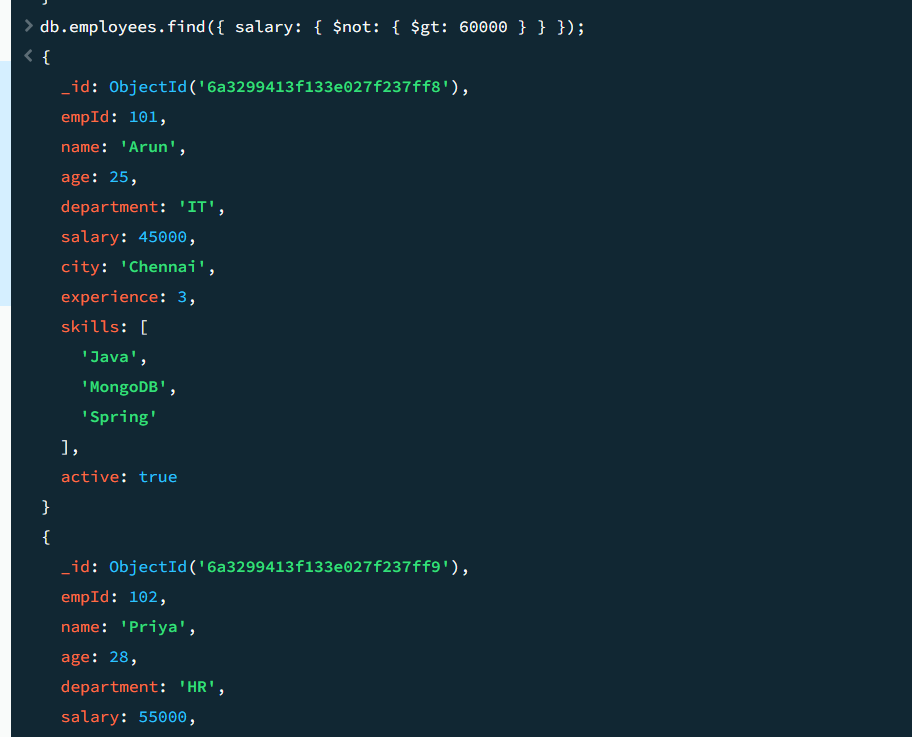 }
> db.employees.find({ salary: { $not: { $gt: 60000 } } });
< {
_id: ObjectId('6a3299413f133e027f237ff8'),
empId: 101,
name: 'Arun',
age: 25,
department: 'IT',
salary: 45000,
city: 'Chennai',
experience: 3,
skills: [
'Java',
'MongoDB',
'Spring'
],
active: true
}
{
_id: ObjectId('6a3299413f133e027f237ff9'),
empId: 102,
name: 'Priya',
age: 28,
department: 'HR',
salary: 55000,